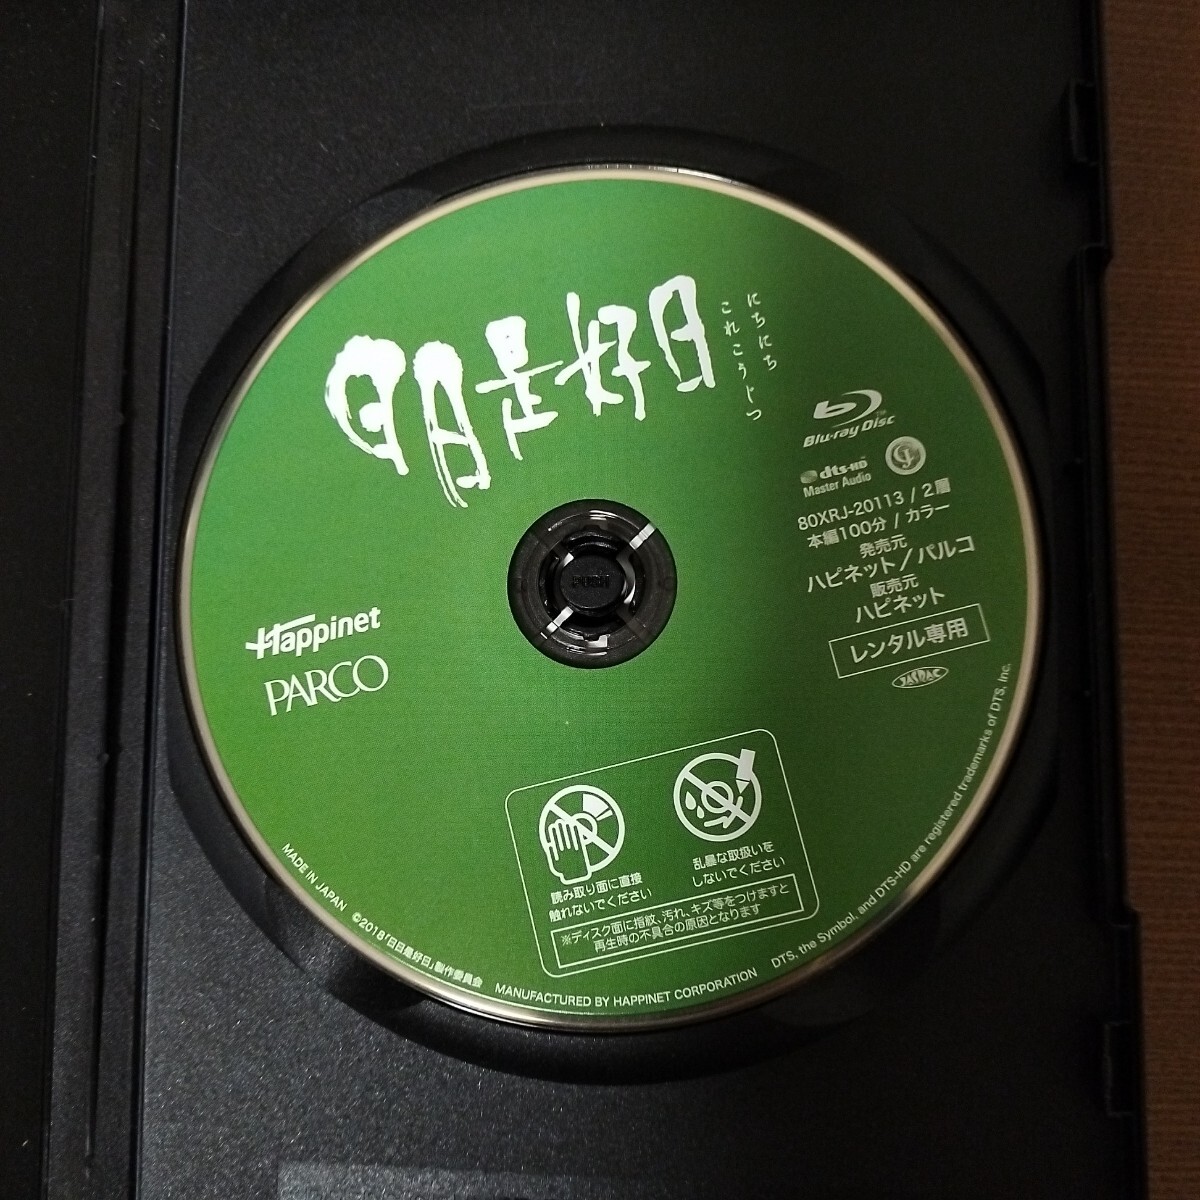 日日是好日
にちにち
これこうじつ
Blu-ray Disc
dts-HD
Master Audio
80XRJ-20113 / 2層
本編100分 / カラー
発売元
ハピネット/パルコ
販売元
ハピネット
レンタル専用
JASRAC
Happinet
PARCO
PUSH
読み取り面に直接
触れないでください
乱暴な取扱いを
しないでください
※ディスク面に指紋、汚れ、キズ等をつけますと
再生時の不具合の原因となります
MADE IN JAPAN ©2018「日日是好日」製作委員会 MANUFACTURED BY HAPPINET CORPORATION DTS, the Symbol, and DTS-HD are registered trademarks of DTS, Inc.